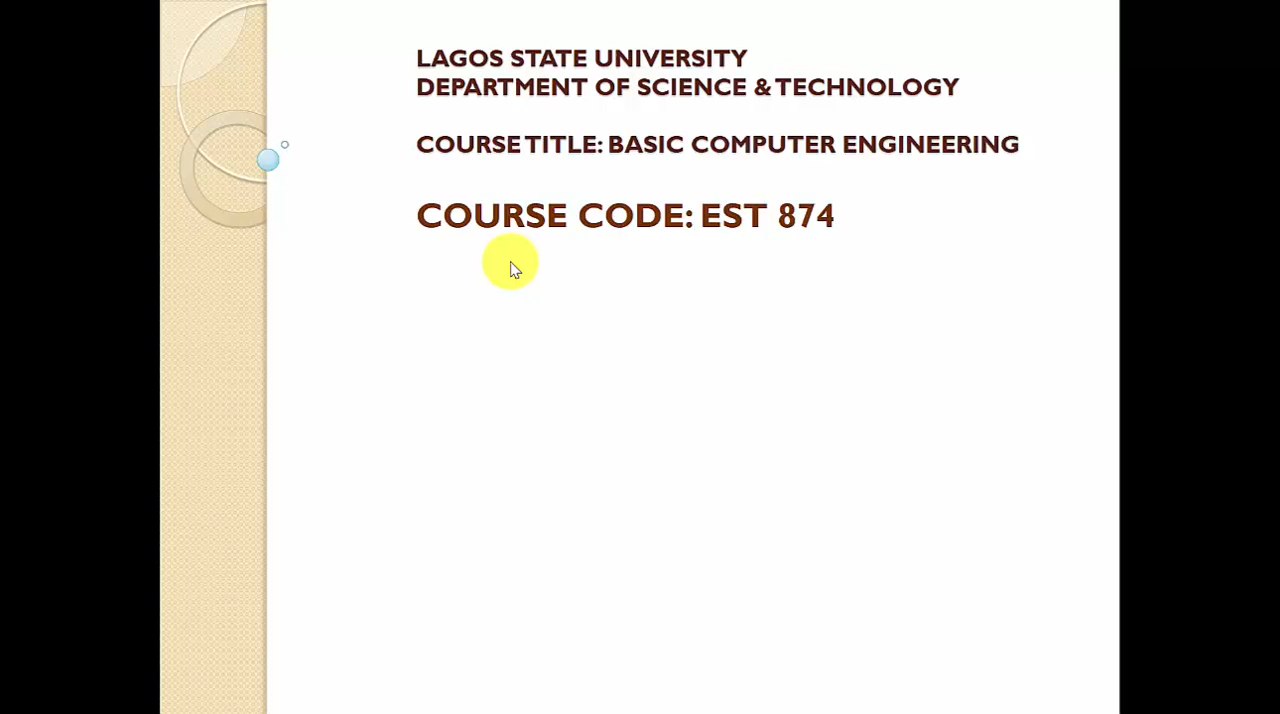 LAGOS STATE UNIVERSITY
DEPARTMENT OF SCIENCE & TECHNOLOGY
COURSE TITLE: BASIC COMPUTER ENGINEERING
COURSE CODE: EST 874